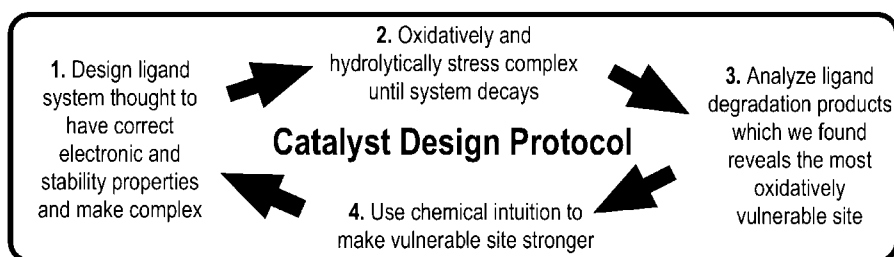 1. Design ligand
system thought to
have correct
electronic and
stability properties
and make complex
2. Oxidatively and
hydrolytically stress complex
until system decays
3. Analyze ligand
degradation products
which we found
reveals the most
oxidatively
vulnerable site
Catalyst Design Protocol
4. Use chemical intuition to
make vulnerable site stronger